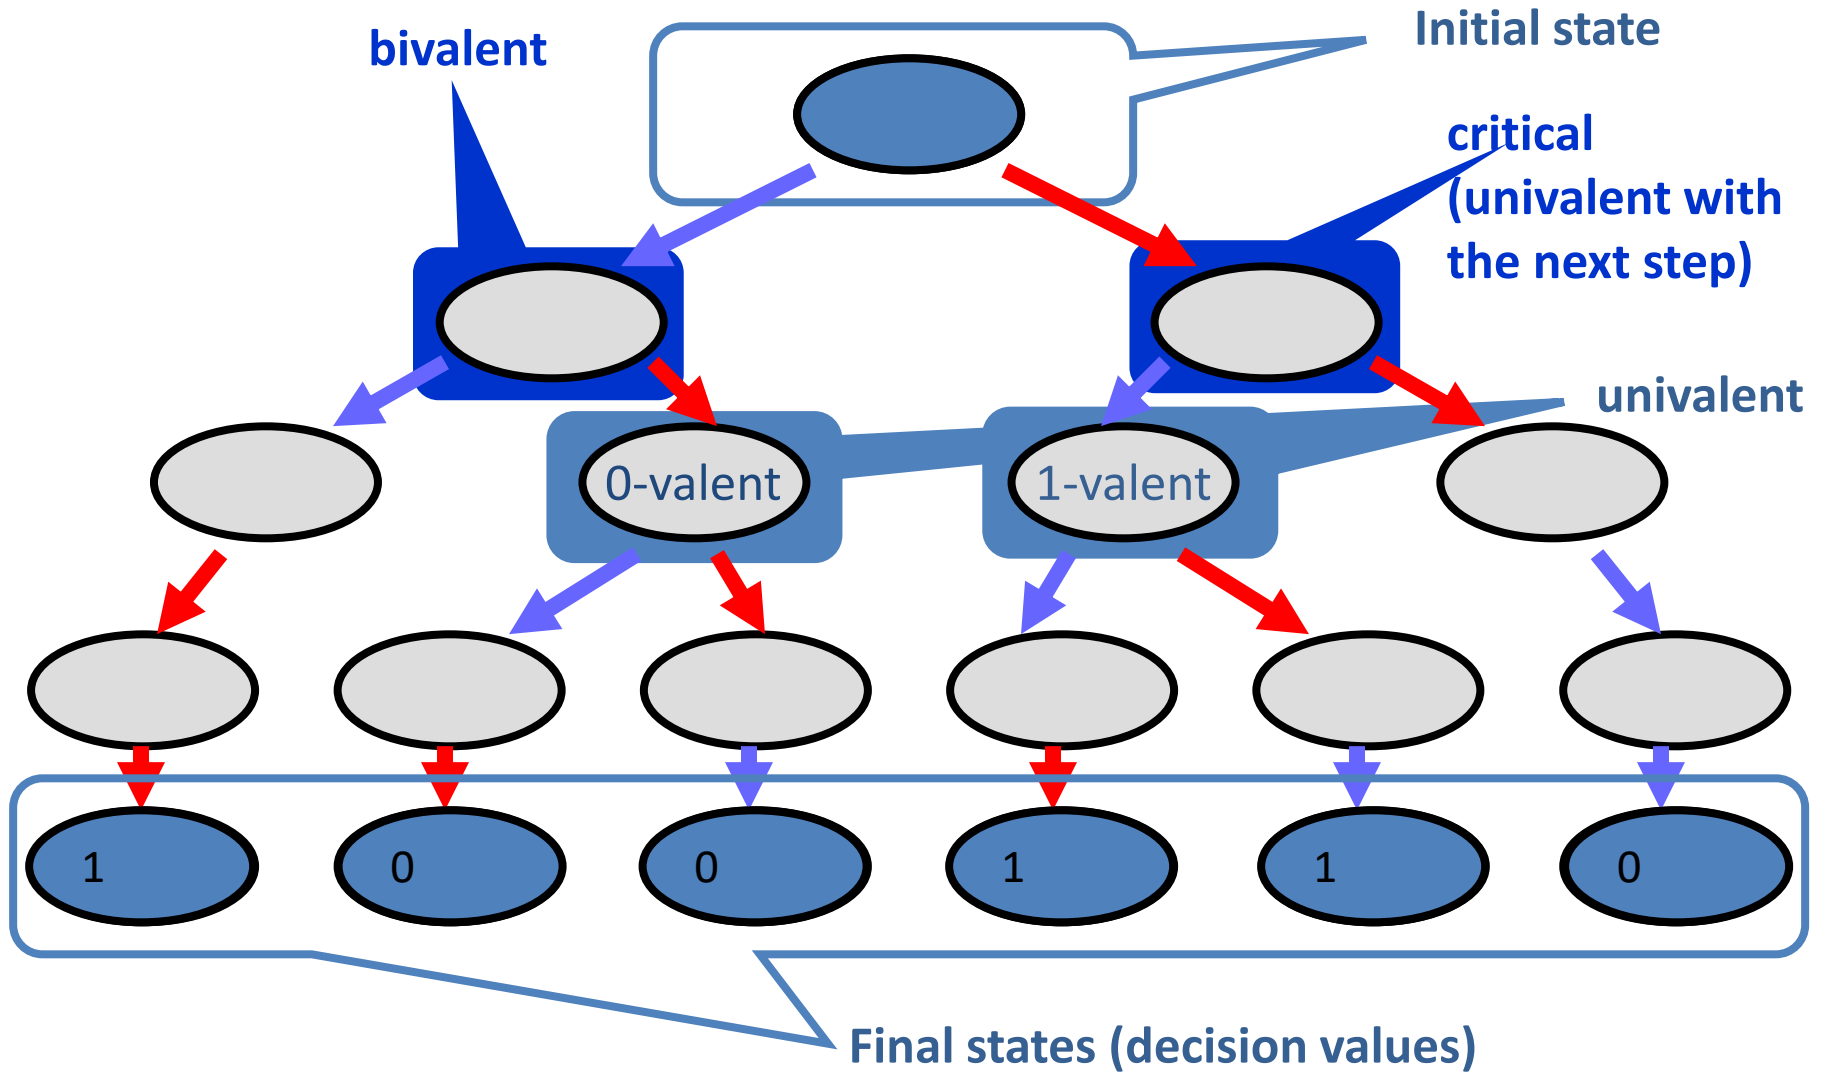 Initial state
bivalent
critical
(univalent with
the next step)
univalent
0-valent
1-valent
1
0
0
1
1
0
Final states (decision values)